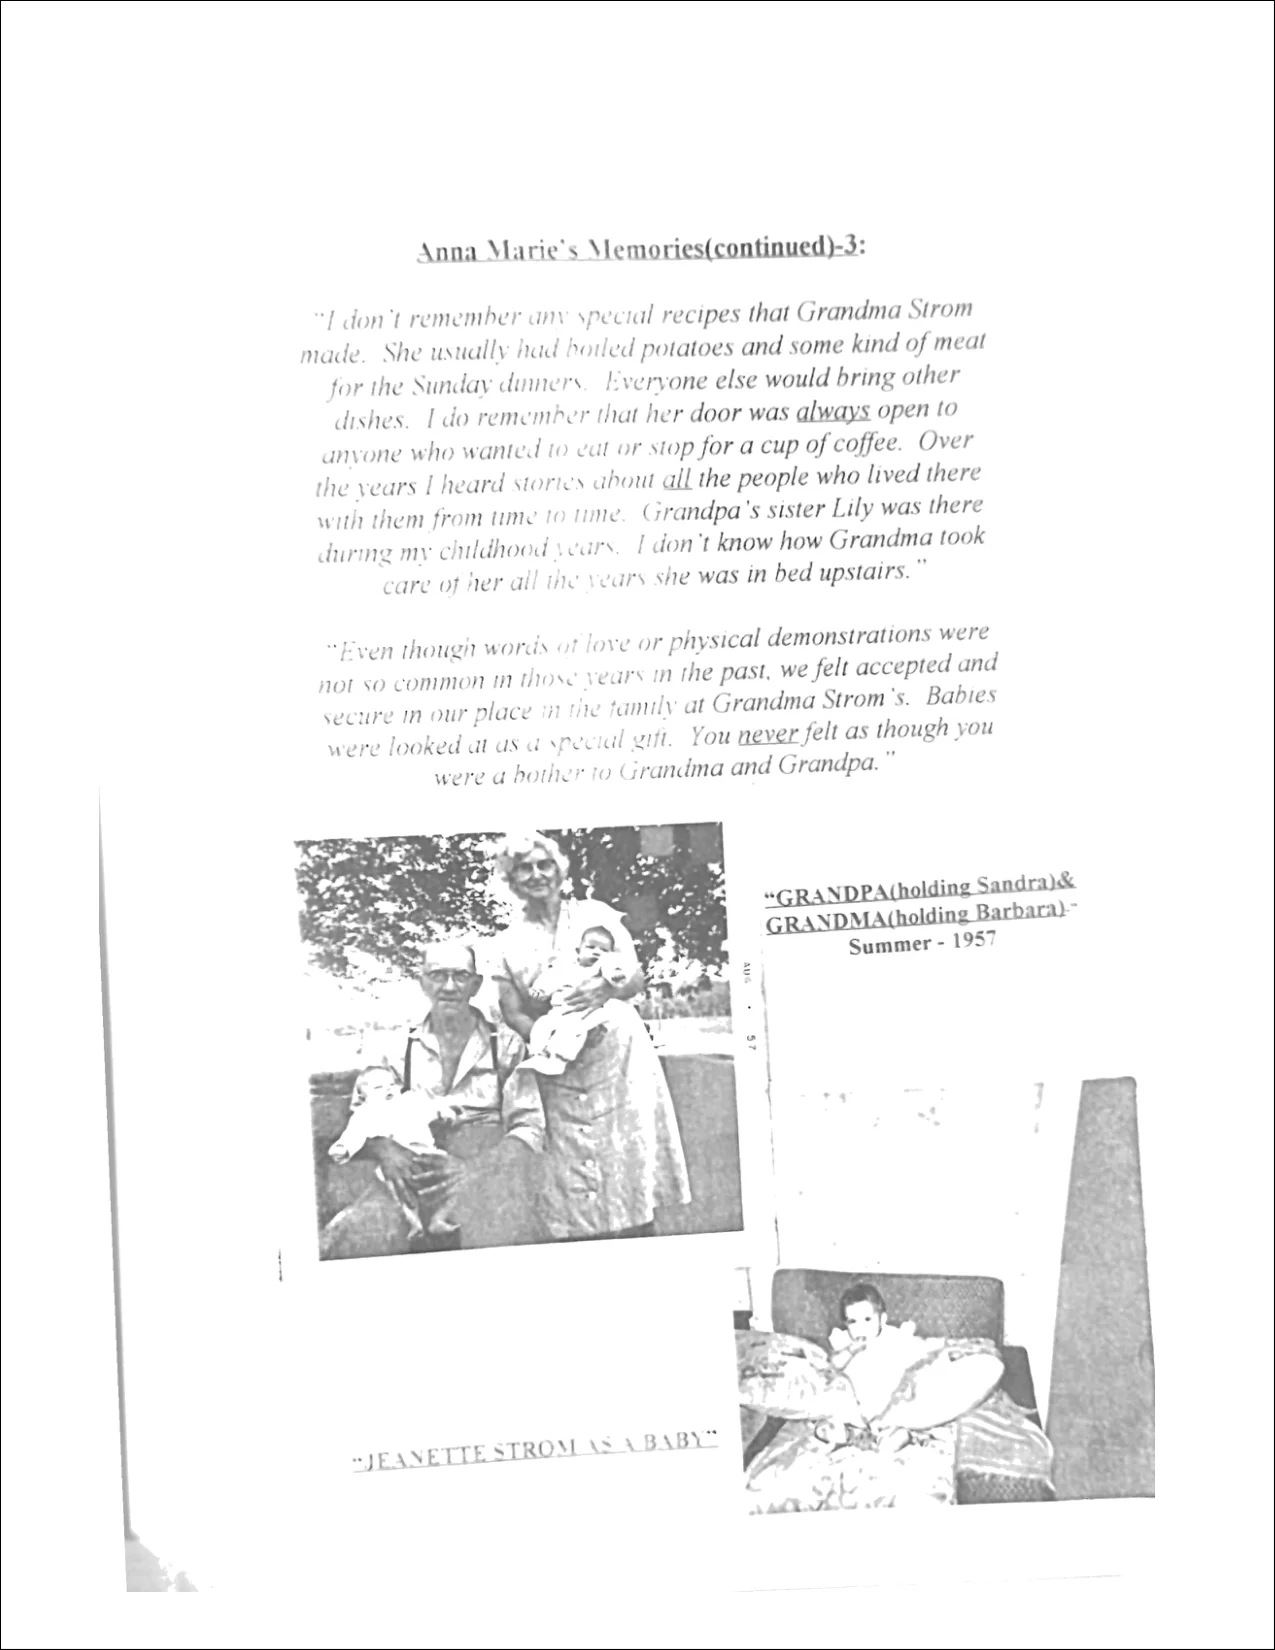 Anna Marie's Memories(continued)-3:
"I don't remember any special recipes that Grandma Strom
made. She usually had boiled potatoes and some kind of meat
for the Sunday dinners. Everyone else would bring other
dishes. I do remember that her door was always open to
anyone who wanted to eat or stop for a cup of coffee. Over
the years I heard stories about all the people who lived there
with them from time to time. Grandpa's sister Lily was there
during my childhood years. I don't know how Grandma took
care of her all the years she was in bed upstairs."
"Even though words of love or physical demonstrations were
not so common in those years in the past, we felt accepted and
secure in our place in the family at Grandma Strom's. Babies
were looked at as a special gift. You never felt as though you
were a bother to Grandma and Grandpa."
"GRANDPA(holding Sandra)&
GRANDMA(holding Barbara)"
Summer - 1957
AUG • 57
"JEANETTE STROM AS A BABY"